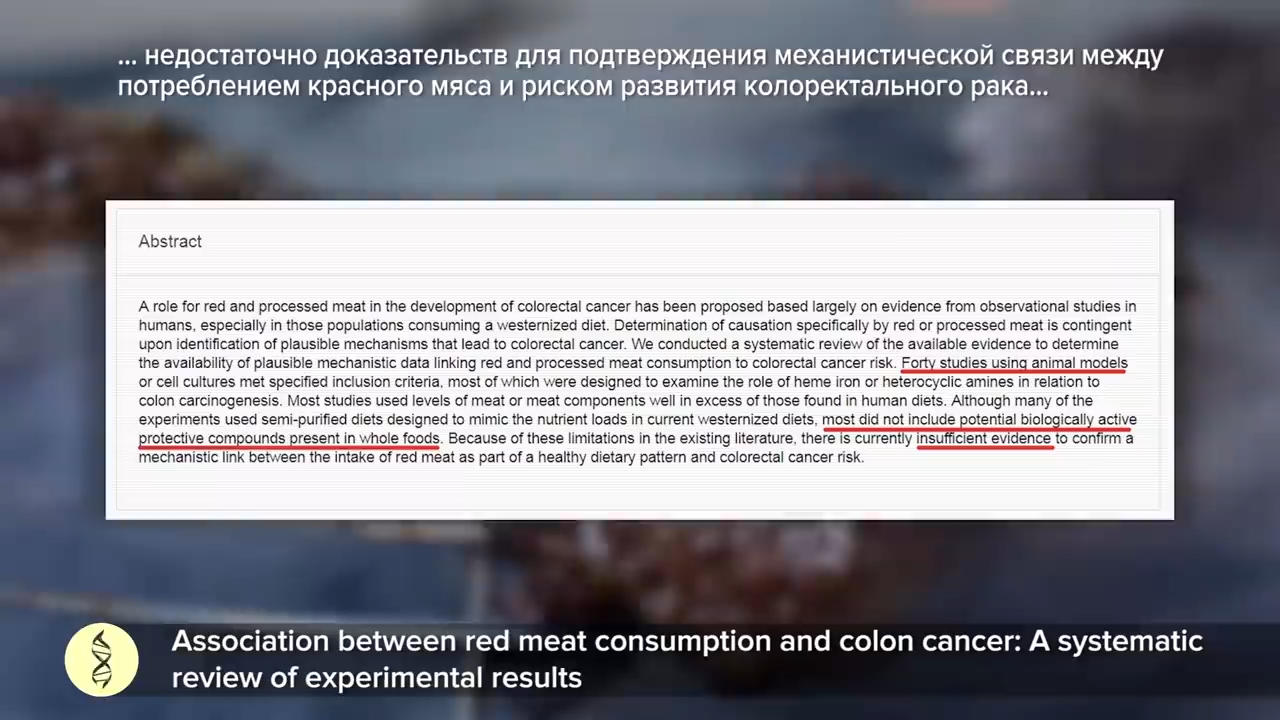 ... недостаточно доказательств для подтверждения механистической связи между
потреблением красного мяса и риском развития колоректального рака...
Abstract
A role for red and processed meat in the development of colorectal cancer has been proposed based largely on evidence from observational studies in
humans, especially in those populations consuming a westernized diet. Determination of causation specifically by red or processed meat is contingent
upon identification of plausible mechanisms that lead to colorectal cancer. We conducted a systematic review of the available evidence to determine
the availability of plausible mechanistic data linking red and processed meat consumption to colorectal cancer risk. Forty studies using animal models
or cell cultures met specified inclusion criteria, most of which were designed to examine the role of heme iron or heterocyclic amines in relation to
colon carcinogenesis. Most studies used levels of meat or meat components well in excess of those found in human diets. Although many of the
experiments used semi-purified diets designed to mimic the nutrient loads in current westernized diets, most did not include potential biologically active
protective compounds present in whole foods. Because of these limitations in the existing literature, there is currently insufficient evidence to confirm a
mechanistic link between the intake of red meat as part of a healthy dietary pattern and colorectal cancer risk.
Association between red meat consumption and colon cancer: A systematic
review of experimental results